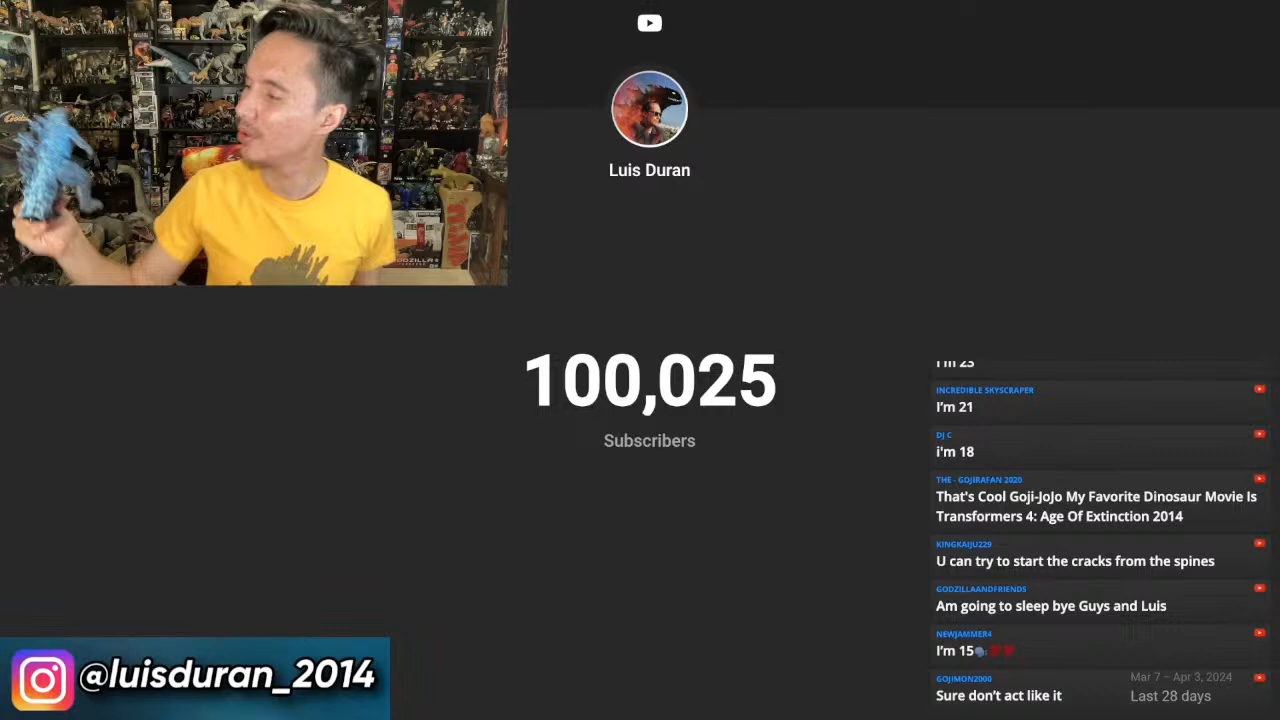 Luis Duran
100,025
Subscribers
I'm 23
INCREDIBLE SKYSCRAPER
I'm 21
DJ C
i'm 18
THE - GOJIRAFAN 2020
That's Cool Goji-JoJo My Favorite Dinosaur Movie Is
Transformers 4: Age Of Extinction 2014
KINGKAIJU229
U can try to start the cracks from the spines
GODZILLAANDFRIENDS
Am going to sleep bye Guys and Luis
NEWJAMMER4
I'm 15
GOJIMON2000
Sure don't act like it
Mar 7 – Apr 3, 2024
Last 28 days
@luisduran_2014
GODZILLA